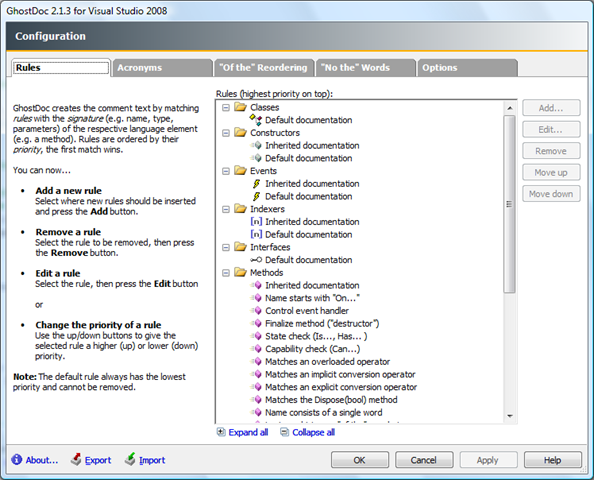 GhostDoc 2.1.3 for Visual Studio 2008
Configuration
Rules
Acronyms
"Of the" Reordering
"No the" Words
Options
GhostDoc creates the comment text by matching
rules with the signature (e.g. name, type,
parameters) of the respective language element
(e.g. a method). Rules are ordered by their
priority, the first match wins.
You can now...
• Add a new rule
Select where new rules should be inserted
and press the Add button.
• Remove a rule
Select the rule to be removed, then press
the Remove button.
• Edit a rule
Select the rule, then press the Edit button
or
• Change the priority of a rule
Use the up/down buttons to give the
selected rule a higher (up) or lower (down)
priority.
Note: The default rule always has the lowest
priority and cannot be removed.
Rules (highest priority on top):
Classes
Default documentation
Constructors
Inherited documentation
Default documentation
Events
Inherited documentation
Default documentation
Indexers
Inherited documentation
Default documentation
Interfaces
Default documentation
Methods
Inherited documentation
Name starts with "On..."
Control event handler
Finalize method ("destructor")
State check (Is..., Has... )
Capability check (Can...)
Matches an overloaded operator
Matches an implicit conversion operator
Matches an explicit conversion operator
Matches the Dispose(bool) method
Name consists of a single word
Add...
Edit...
Remove
Move up
Move down
Expand all
Collapse all
About...
Export
Import
OK
Cancel
Apply
Help